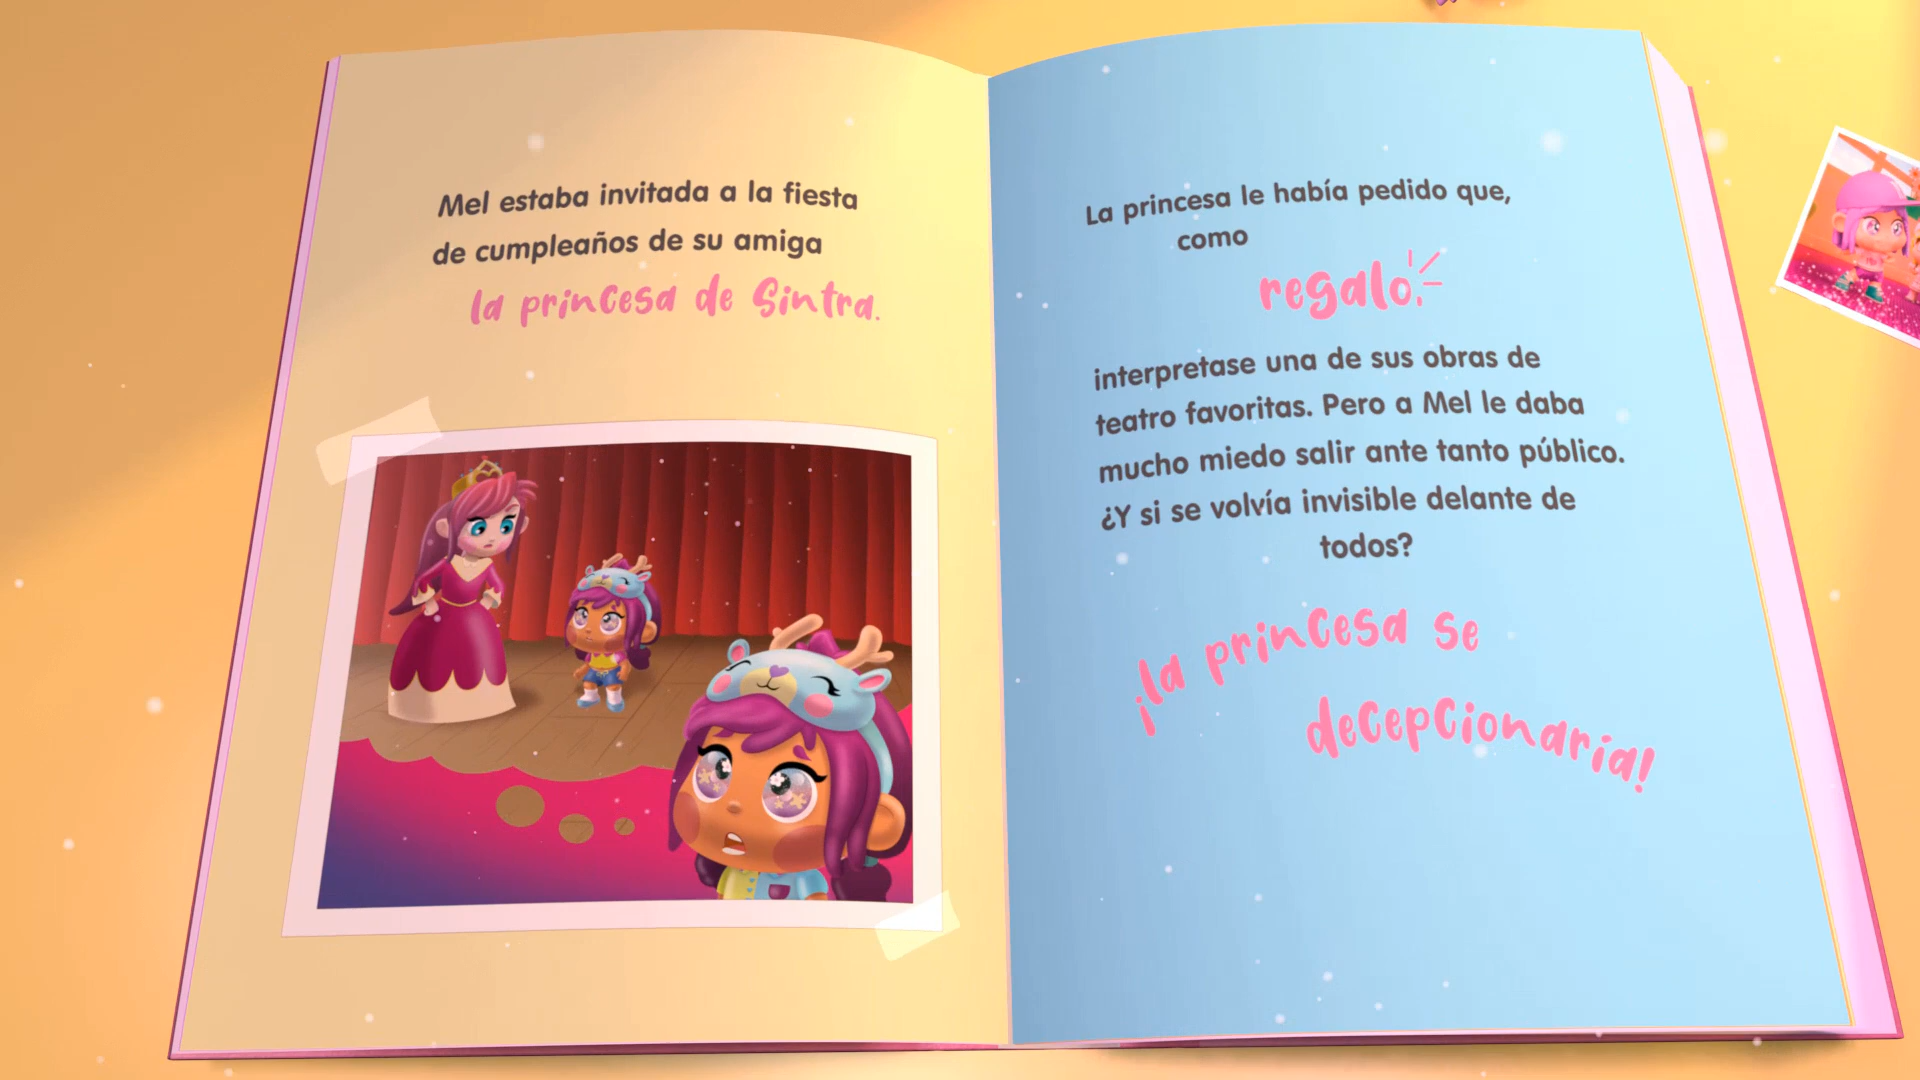 Mel estaba invitada a la fiesta
de cumpleaños de su amiga
la princesa de Sintra.
La princesa le había pedido que,
como
regalo,
interpretase una de sus obras de
teatro favoritas. Pero a Mel le daba
mucho miedo salir ante tanto público.
¿Y si se volvía invisible delante de
todos?
¡la princesa se
decepcionaría!